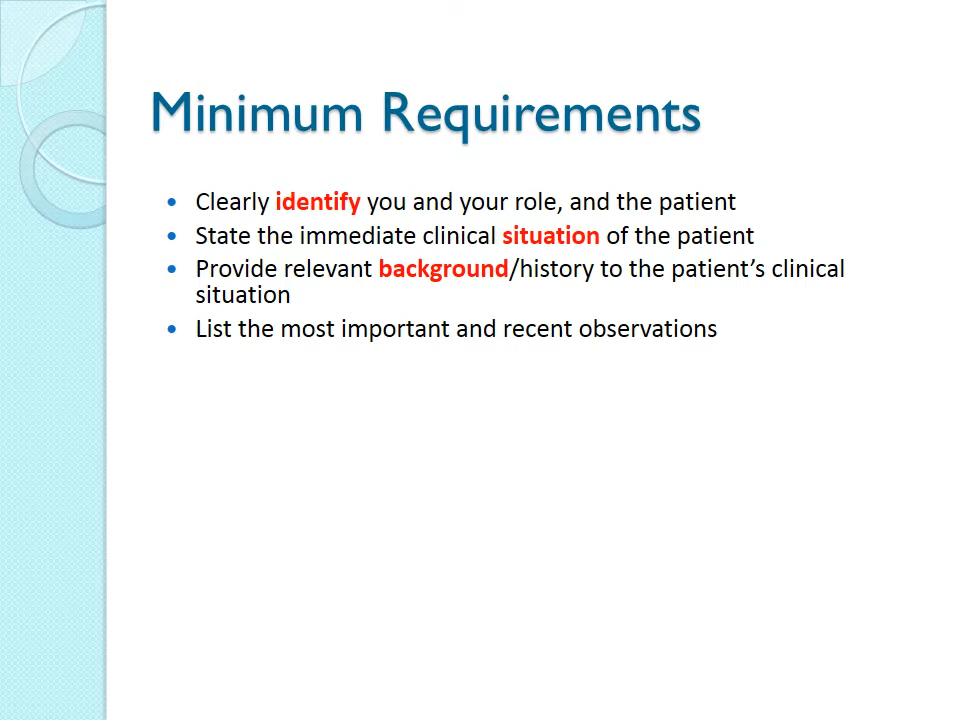 Minimum Requirements
• Clearly identify you and your role, and the patient
• State the immediate clinical situation of the patient
• Provide relevant background/history to the patient’s clinical
situation
• List the most important and recent observations